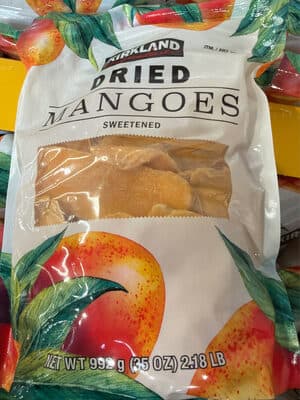 KIRKLAND
DRIED
MANGOES
SWEETENED
NET WT 992 g (35 OZ) 2.18 LB